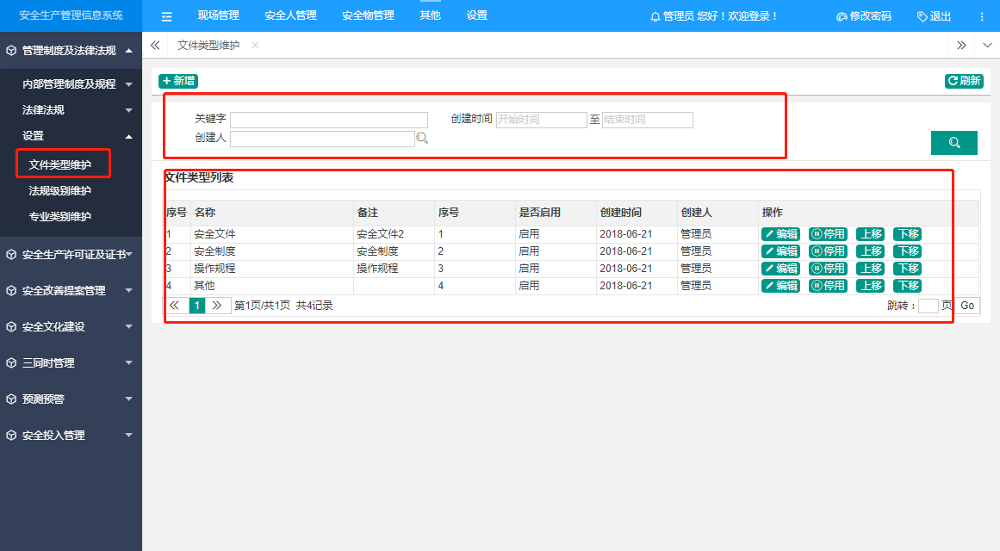 安全生产管理信息系统 现场管理 安全人管理 安全物管理 其他 设置 管理员 您好！欢迎登录！ 修改密码 退出
管理制度及法律法规
内部管理制度及规程
法律法规
设置
文件类型维护
法规级别维护
专业类别维护
安全生产许可证及证书
安全改善提案管理
安全文化建设
三同时管理
预测预警
安全投入管理
文件类型维护
新增 刷新
关键字 创建时间 开始时间 至 结束时间
创建人
文件类型列表
序号 名称 备注 序号 是否启用 创建时间 创建人 操作
1 安全文件 安全文件2 1 启用 2018-06-21 管理员 编辑 停用 上移 下移
2 安全制度 安全制度 2 启用 2018-06-21 管理员 编辑 停用 上移 下移
3 操作规程 操作规程 3 启用 2018-06-21 管理员 编辑 停用 上移 下移
4 其他 4 启用 2018-06-21 管理员 编辑 停用 上移 下移
1 第1页/共1页 共4记录 跳转： 页 Go